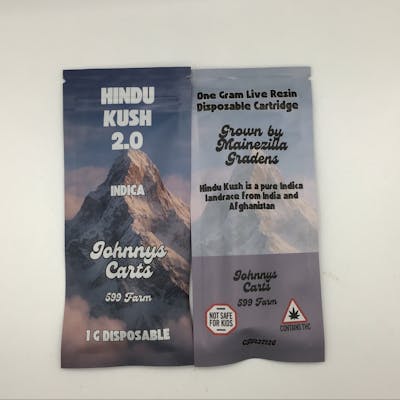 HINDU
KUSH
2.0
INDICA
Johnnys
Carts
599 Farm
1 G DISPOSABLE
One Gram Live Resin
Disposable Cartridge
Grown by
Mainezilla
Gradens
Hindu Kush is a pure Indica
landrace from India and
Afghanistan
Johnnys
Carts
599 Farm
NOT SAFE
FOR KIDS
CONTAINS THC